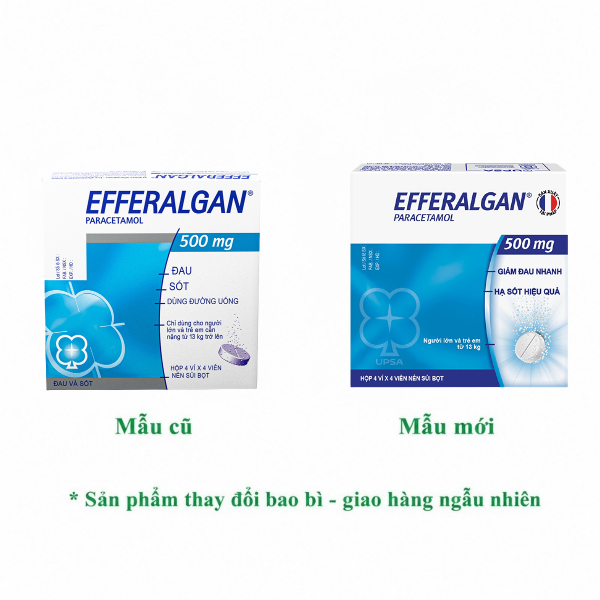 EFFERALGAN
EFFERALGAN®
PARACETAMOL
500 mg
ĐAU
SỐT
DÙNG ĐƯỜNG UỐNG
Chỉ dùng cho người
lớn và trẻ em cân
nặng từ 13 kg trở lên
HỘP 4 VỈ X 4 VIÊN
NÉN SỦI BỌT
ĐAU VÀ SỐT
UPSA
EFFERALGAN®
PARACETAMOL
500 mg
GIẢM ĐAU NHANH
HẠ SỐT HIỆU QUẢ
Người lớn và trẻ em
từ 13 kg
UPSA
HỘP 4 VỈ X 4 VIÊN NÉN SỦI BỌT
Mẫu cũ
Mẫu mới
* Sản phẩm thay đổi bao bì - giao hàng ngẫu nhiên